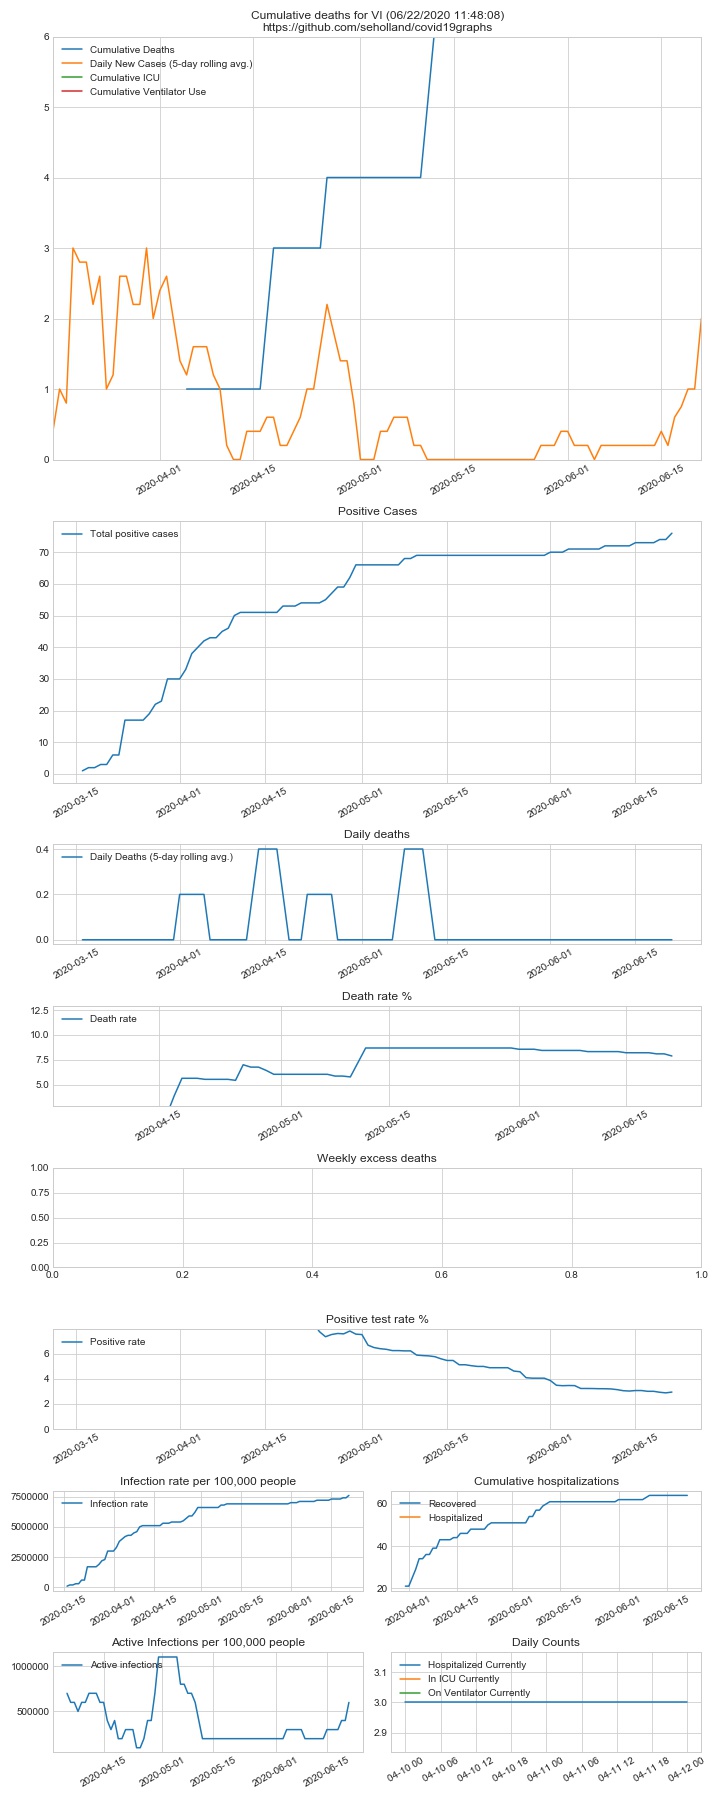 Cumulative deaths for VI (06/22/2020 11:48:08)
https://github.com/seholland/covid19graphs
Cumulative Deaths
Daily New Cases (5-day rolling avg.)
Cumulative ICU
Cumulative Ventilator Use
6
5
4
3
2
1
0
2020-04-01 2020-04-15 2020-05-01 2020-05-15 2020-06-01 2020-06-15
Positive Cases
Total positive cases
70
60
50
40
30
20
10
0
2020-03-15 2020-04-01 2020-04-15 2020-05-01 2020-05-15 2020-06-01 2020-06-15
Daily deaths
Daily Deaths (5-day rolling avg.)
0.4
0.2
0.0
2020-03-15 2020-04-01 2020-04-15 2020-05-01 2020-05-15 2020-06-01 2020-06-15
Death rate %
Death rate
12.5
10.0
7.5
5.0
2020-04-15 2020-05-01 2020-05-15 2020-06-01 2020-06-15
Weekly excess deaths
1.00
0.75
0.50
0.25
0.00
0.0 0.2 0.4 0.6 0.8 1.0
Positive test rate %
Positive rate
6
4
2
0
2020-03-15 2020-04-01 2020-04-15 2020-05-01 2020-05-15 2020-06-01 2020-06-15
Infection rate per 100,000 people
Infection rate
7500000
5000000
2500000
0
2020-03-15 2020-04-01 2020-04-15 2020-05-01 2020-05-15 2020-06-01 2020-06-15
Cumulative hospitalizations
Recovered
Hospitalized
60
40
20
2020-04-01 2020-04-15 2020-05-01 2020-05-15 2020-06-01 2020-06-15
Active Infections per 100,000 people
Active infections
1000000
500000
2020-04-15 2020-05-01 2020-05-15 2020-06-01 2020-06-15
Daily Counts
Hospitalized Currently
In ICU Currently
On Ventilator Currently
3.1
3.0
2.9
04-10 00 04-10 06 04-10 12 04-10 18 04-11 00 04-11 06 04-11 12 04-11 18 04-12 00